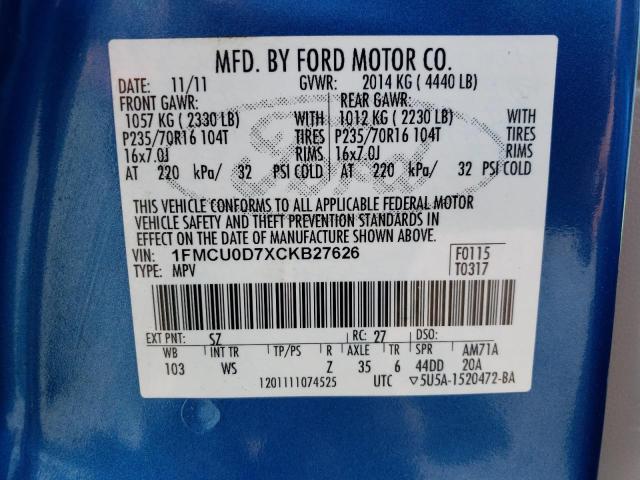 MFD. BY FORD MOTOR CO.
DATE: 11/11 GVWR: 2014 KG ( 4440 LB)
FRONT GAWR: REAR GAWR:
1057 KG ( 2330 LB) WITH 1012 KG ( 2230 LB) WITH
P235/70R16 104T TIRES P235/70R16 104T TIRES
16x7.0J RIMS 16x7.0J RIMS
AT 220 kPa/ 32 PSI COLD AT 220 kPa/ 32 PSI COLD
Ford
THIS VEHICLE CONFORMS TO ALL APPLICABLE FEDERAL MOTOR
VEHICLE SAFETY AND THEFT PREVENTION STANDARDS IN
EFFECT ON THE DATE OF MANUFACTURE SHOWN ABOVE.
VIN: 1FMCU0D7XCKB27626 F0115
TYPE: MPV T0317
EXT PNT: SZ RC: 27 DSO:
WB INT TR TP/PS R AXLE TR SPR AM71A
103 WS Z 35 6 44DD 20A
1201111074525 UTC ▽5U5A-1520472-BA